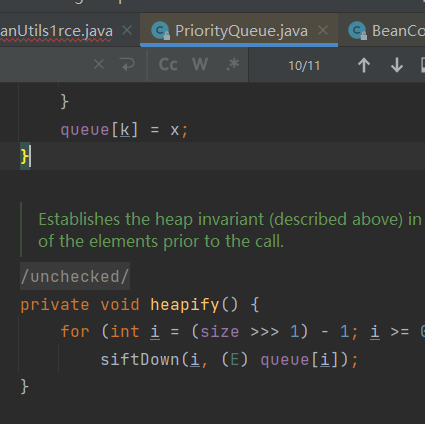 anUtils1rce.java PriorityQueue.java BeanCo
Cc W .* 10/11
}
queue[k] = x;
}
Establishes the heap invariant (described above) in
of the elements prior to the call.
/unchecked/
private void heapify() {
for (int i = (size >>> 1) - 1; i >= 0
siftDown(i, (E) queue[i]);
}